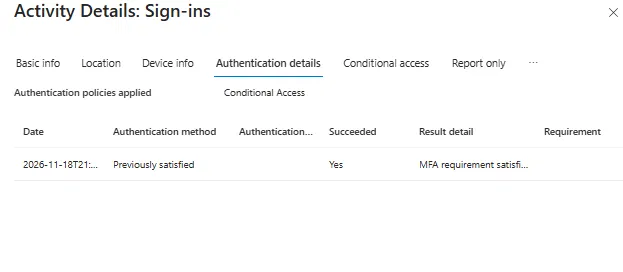 Activity Details: Sign-ins
Basic info Location Device info Authentication details Conditional access Report only ...
Authentication policies applied Conditional Access
Date Authentication method Authentication... Succeeded Result detail Requirement
2026-11-18T21:... Previously satisfied Yes MFA requirement satisfi...